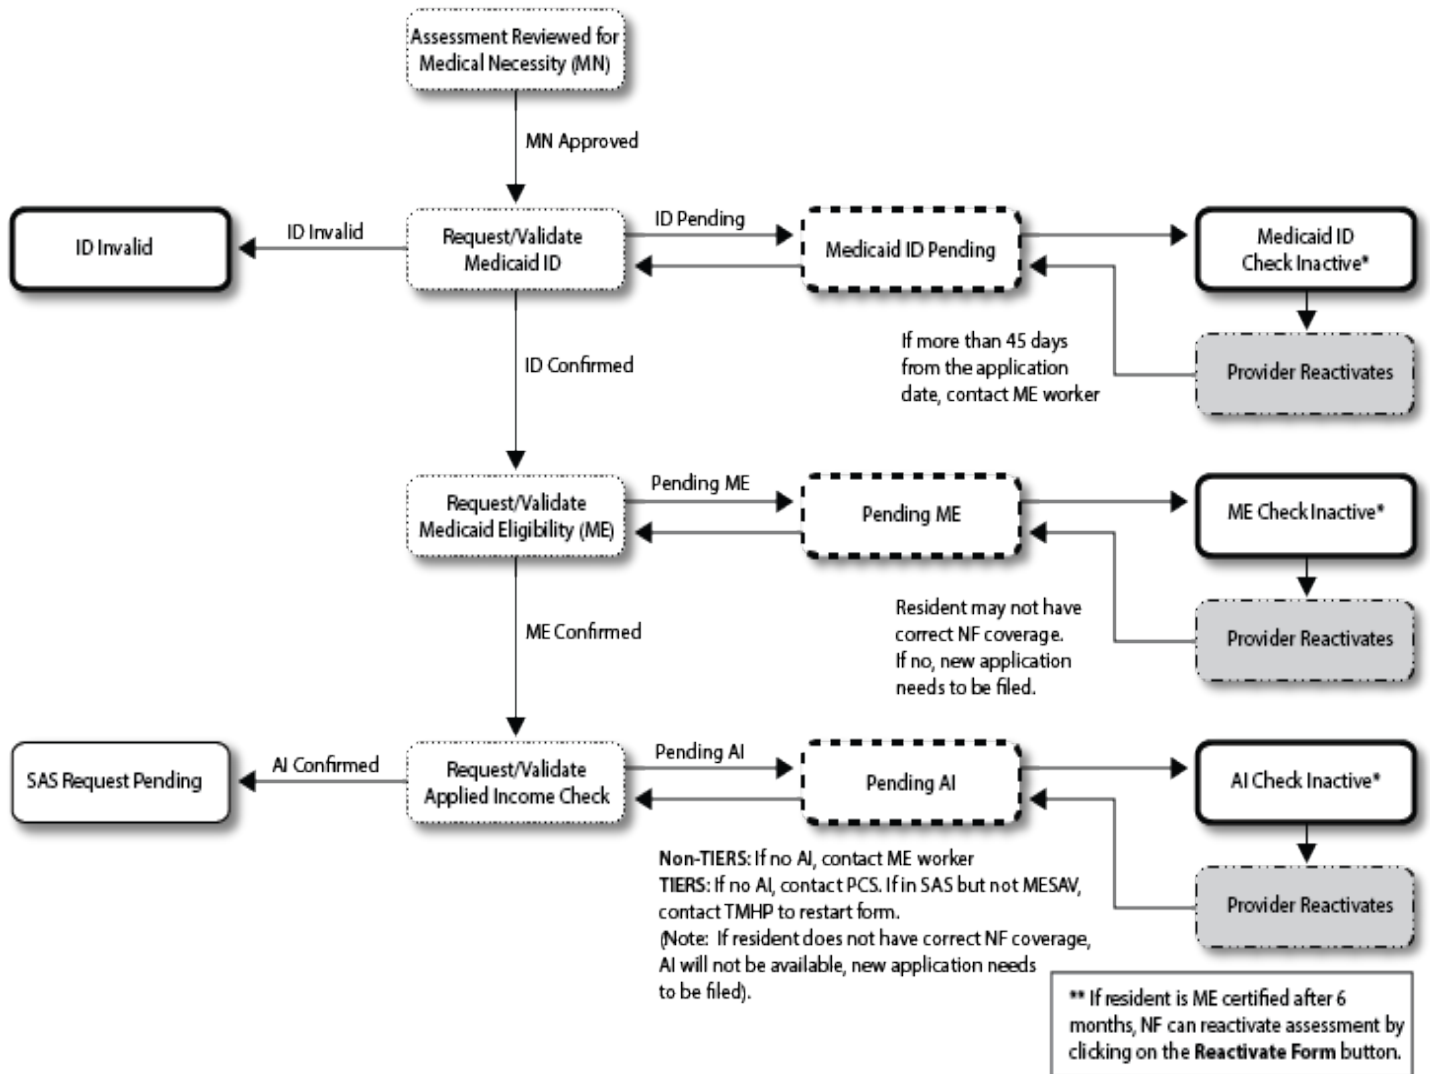 Assessment Reviewed for
Medical Necessity (MN)
MN Approved
ID Invalid
ID Invalid
Request/Validate
Medicaid ID
ID Pending
Medicaid ID Pending
Medicaid ID
Check Inactive*
If more than 45 days
from the application
date, contact ME worker
Provider Reactivates
ID Confirmed
Request/Validate
Medicaid Eligibility (ME)
Pending ME
Pending ME
ME Check Inactive*
Resident may not have
correct NF coverage.
If no, new application
needs to be filed.
Provider Reactivates
ME Confirmed
SAS Request Pending
AI Confirmed
Request/Validate
Applied Income Check
Pending AI
Pending AI
AI Check Inactive*
Non-TIERS: If no AI, contact ME worker
TIERS: If no AI, contact PCS. If in SAS but not MESAV,
contact TMHP to restart form.
(Note: If resident does not have correct NF coverage,
AI will not be available, new application needs
to be filed).
Provider Reactivates
** If resident is ME certified after 6
months, NF can reactivate assessment by
clicking on the Reactivate Form button.